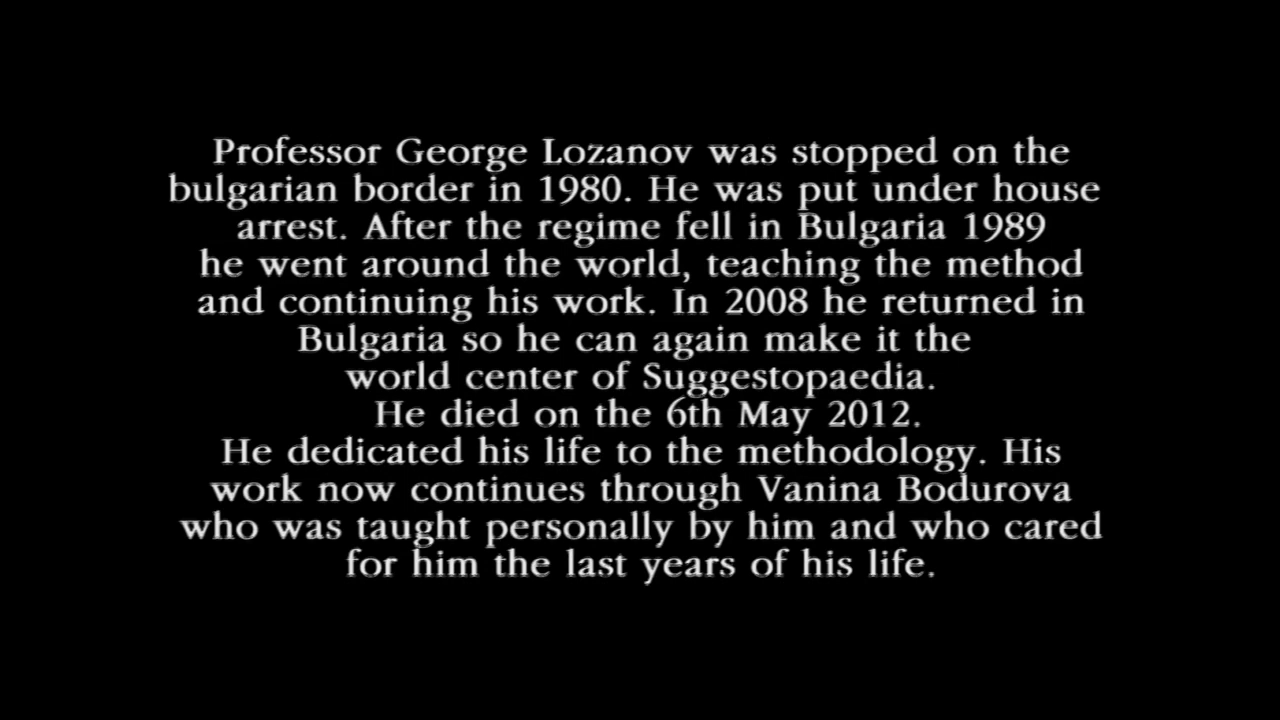 Professor George Lozanov was stopped on the
bulgarian border in 1980. He was put under house
arrest. After the regime fell in Bulgaria 1989
he went around the world, teaching the method
and continuing his work. In 2008 he returned in
Bulgaria so he can again make it the
world center of Suggestopaedia.
He died on the 6th May 2012.
He dedicated his life to the methodology. His
work now continues through Vanina Bodurova
who was taught personally by him and who cared
for him the last years of his life.